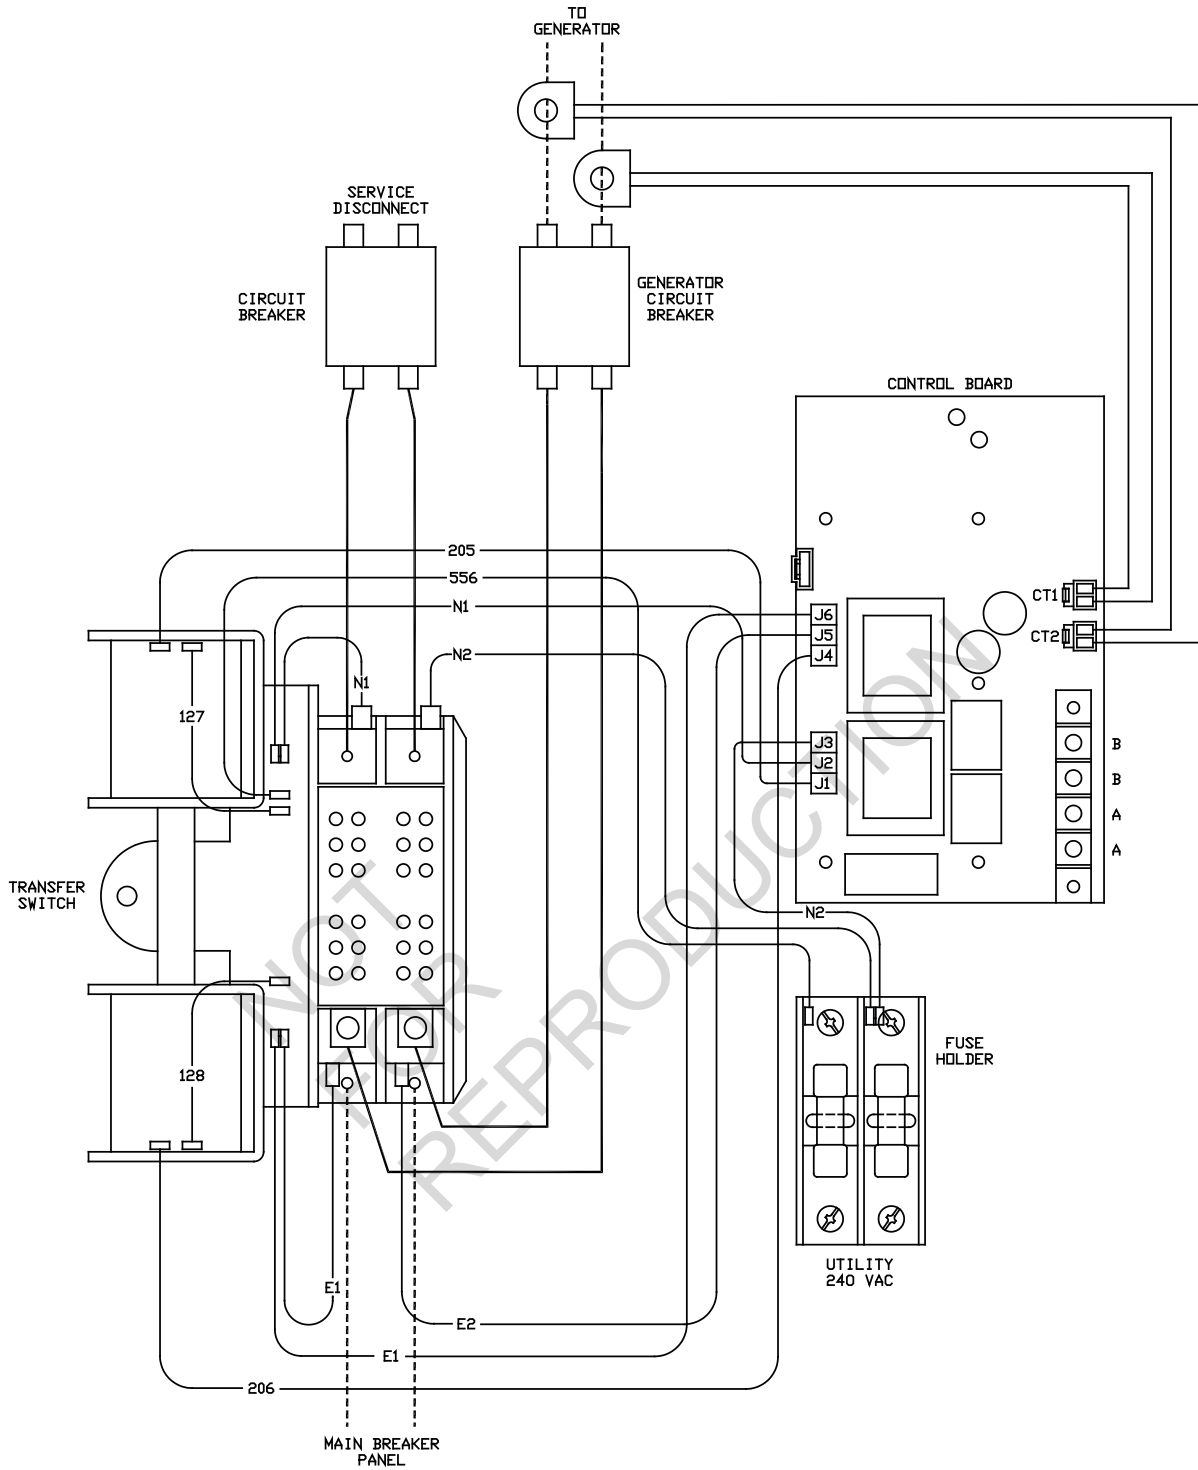 TO
GENERATOR
SERVICE
DISCONNECT
CIRCUIT
BREAKER
GENERATOR
CIRCUIT
BREAKER
CONTROL BOARD
205
556
N1
N2
N1
127
J6
J5
J4
CT1
CT2
J3
J2
J1
B
B
A
A
TRANSFER
SWITCH
N2
128
FUSE
HOLDER
UTILITY
240 VAC
E1
E2
E1
206
MAIN BREAKER
PANEL
NOT
FOR
REPRODUCTION